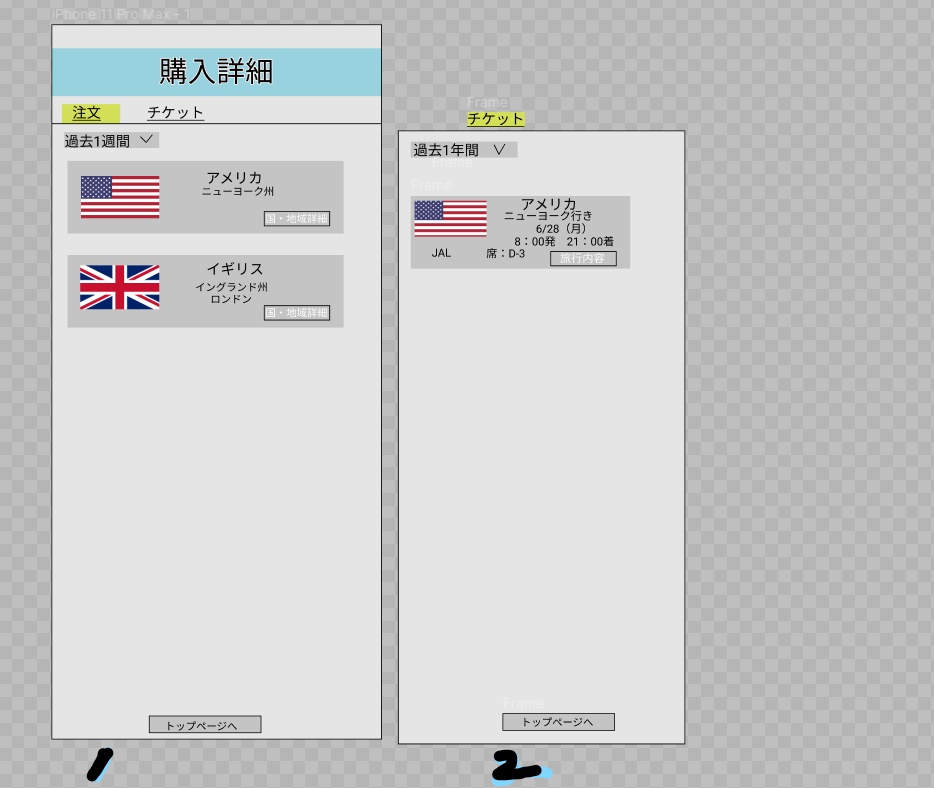 iPhone 11 Pro Max - 1
購入詳細
注文
チケット
過去1週間
アメリカ
ニューヨーク州
国・地域詳細
イギリス
イングランド州
ロンドン
国・地域詳細
トップページへ
1
Frame
チケット
過去1年間
Frame
Frame
アメリカ
ニューヨーク行き
6/28（月）
8：00発　21：00着
JAL
席：D-3
旅行内容
Frame
トップページへ
2